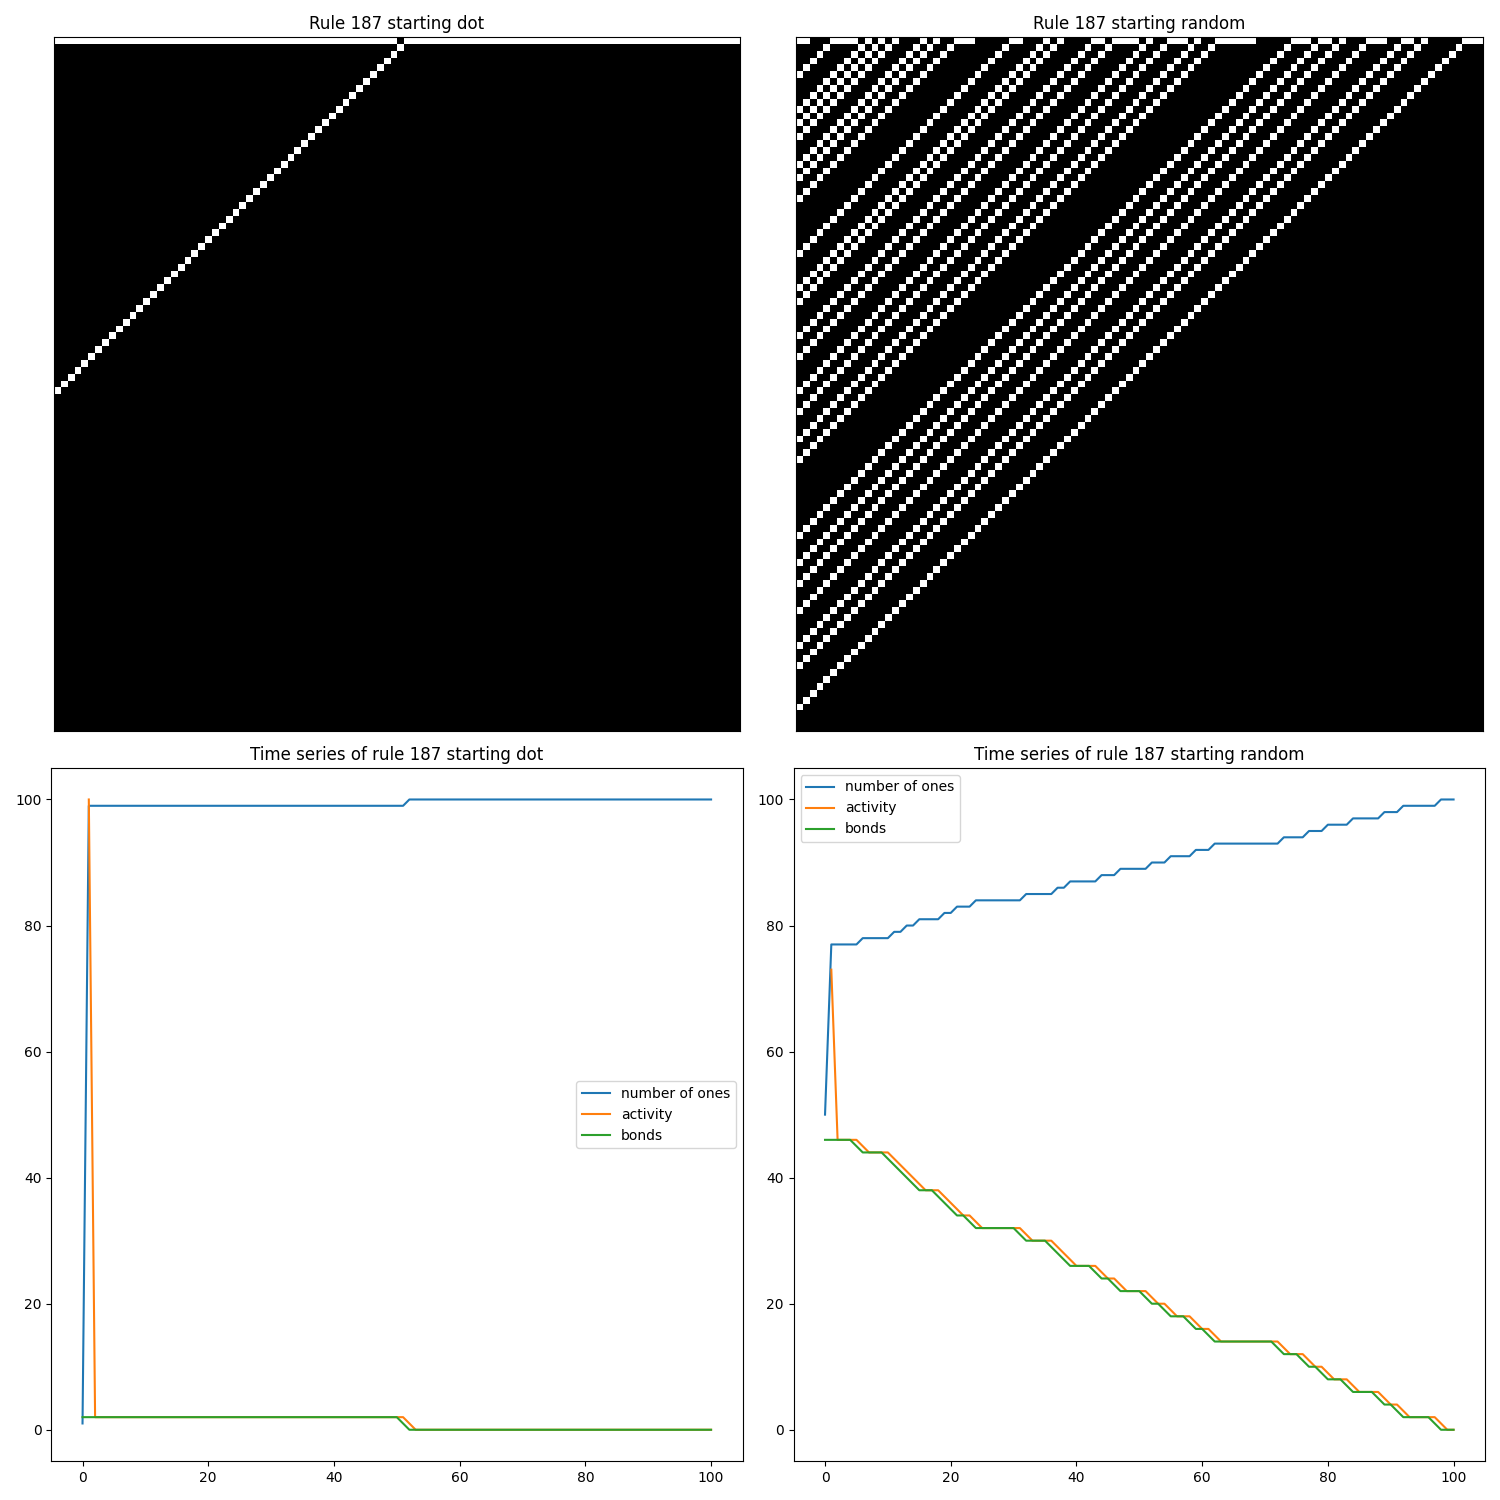 Rule 187 starting dot
Rule 187 starting random
Time series of rule 187 starting dot
100
80
60
40
20
0
number of ones
activity
bonds
0 20 40 60 80 100
Time series of rule 187 starting random
number of ones
activity
bonds
100
80
60
40
20
0
0 20 40 60 80 100